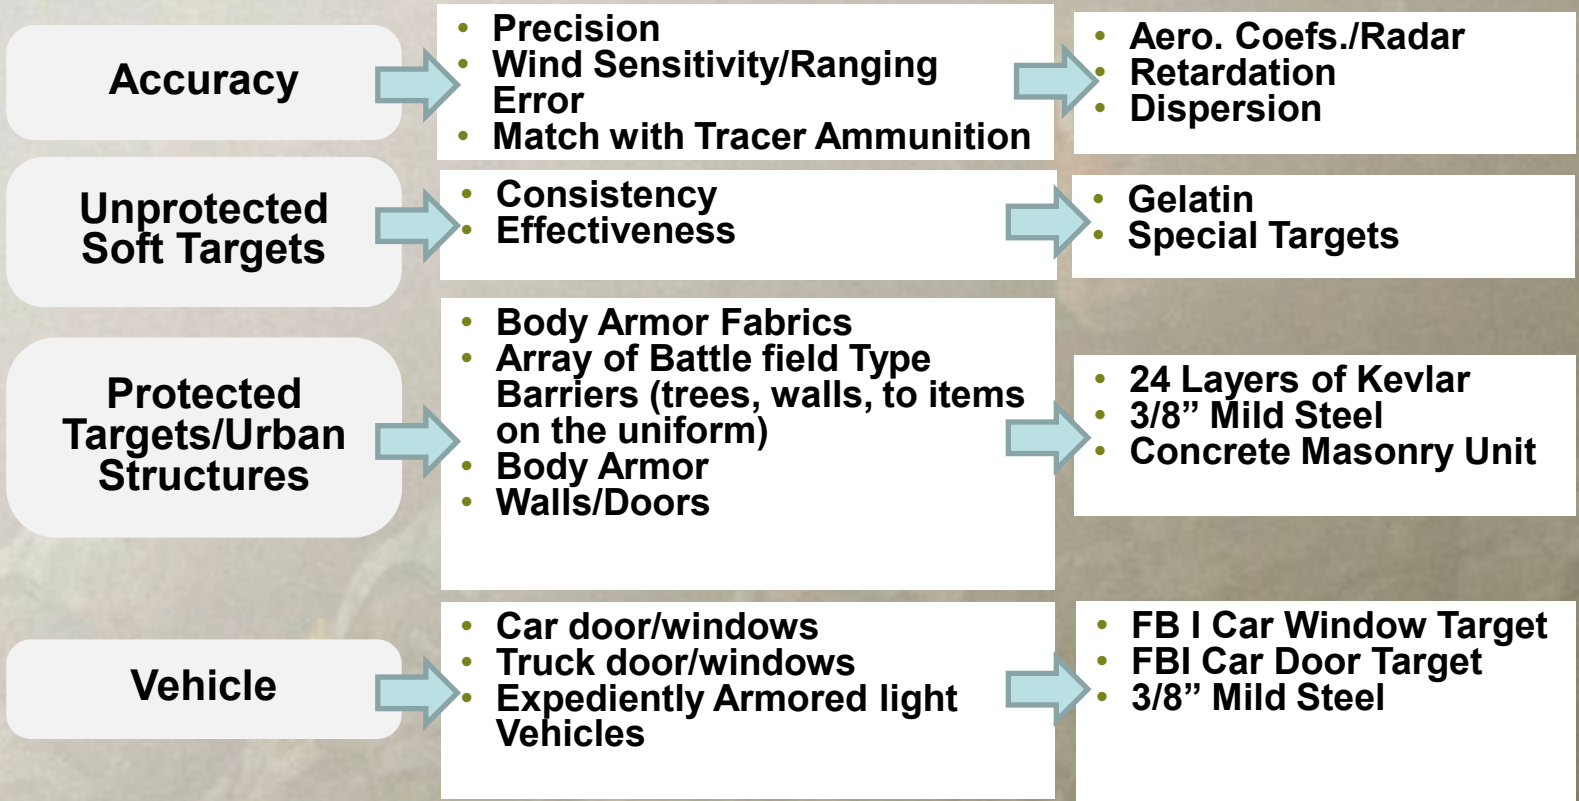 Accuracy
• Precision
• Wind Sensitivity/Ranging
Error
• Match with Tracer Ammunition
• Aero. Coefs./Radar
• Retardation
• Dispersion
Unprotected
Soft Targets
• Consistency
• Effectiveness
• Gelatin
• Special Targets
Protected
Targets/Urban
Structures
• Body Armor Fabrics
• Array of Battle field Type
Barriers (trees, walls, to items
on the uniform)
• Body Armor
• Walls/Doors
• 24 Layers of Kevlar
• 3/8” Mild Steel
• Concrete Masonry Unit
Vehicle
• Car door/windows
• Truck door/windows
• Expediently Armored light
Vehicles
• FB I Car Window Target
• FBI Car Door Target
• 3/8” Mild Steel